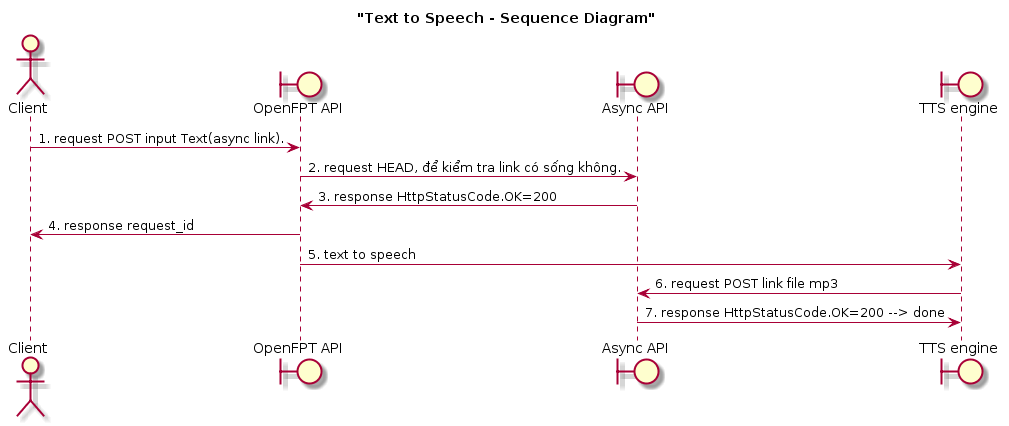 "Text to Speech - Sequence Diagram"
Client
OpenFPT API
Async API
TTS engine
1. request POST input Text(async link).
2. request HEAD, để kiểm tra link có sống không.
3. response HttpStatusCode.OK=200
4. response request_id
5. text to speech
6. request POST link file mp3
7. response HttpStatusCode.OK=200 --> done
Client
OpenFPT API
Async API
TTS engine